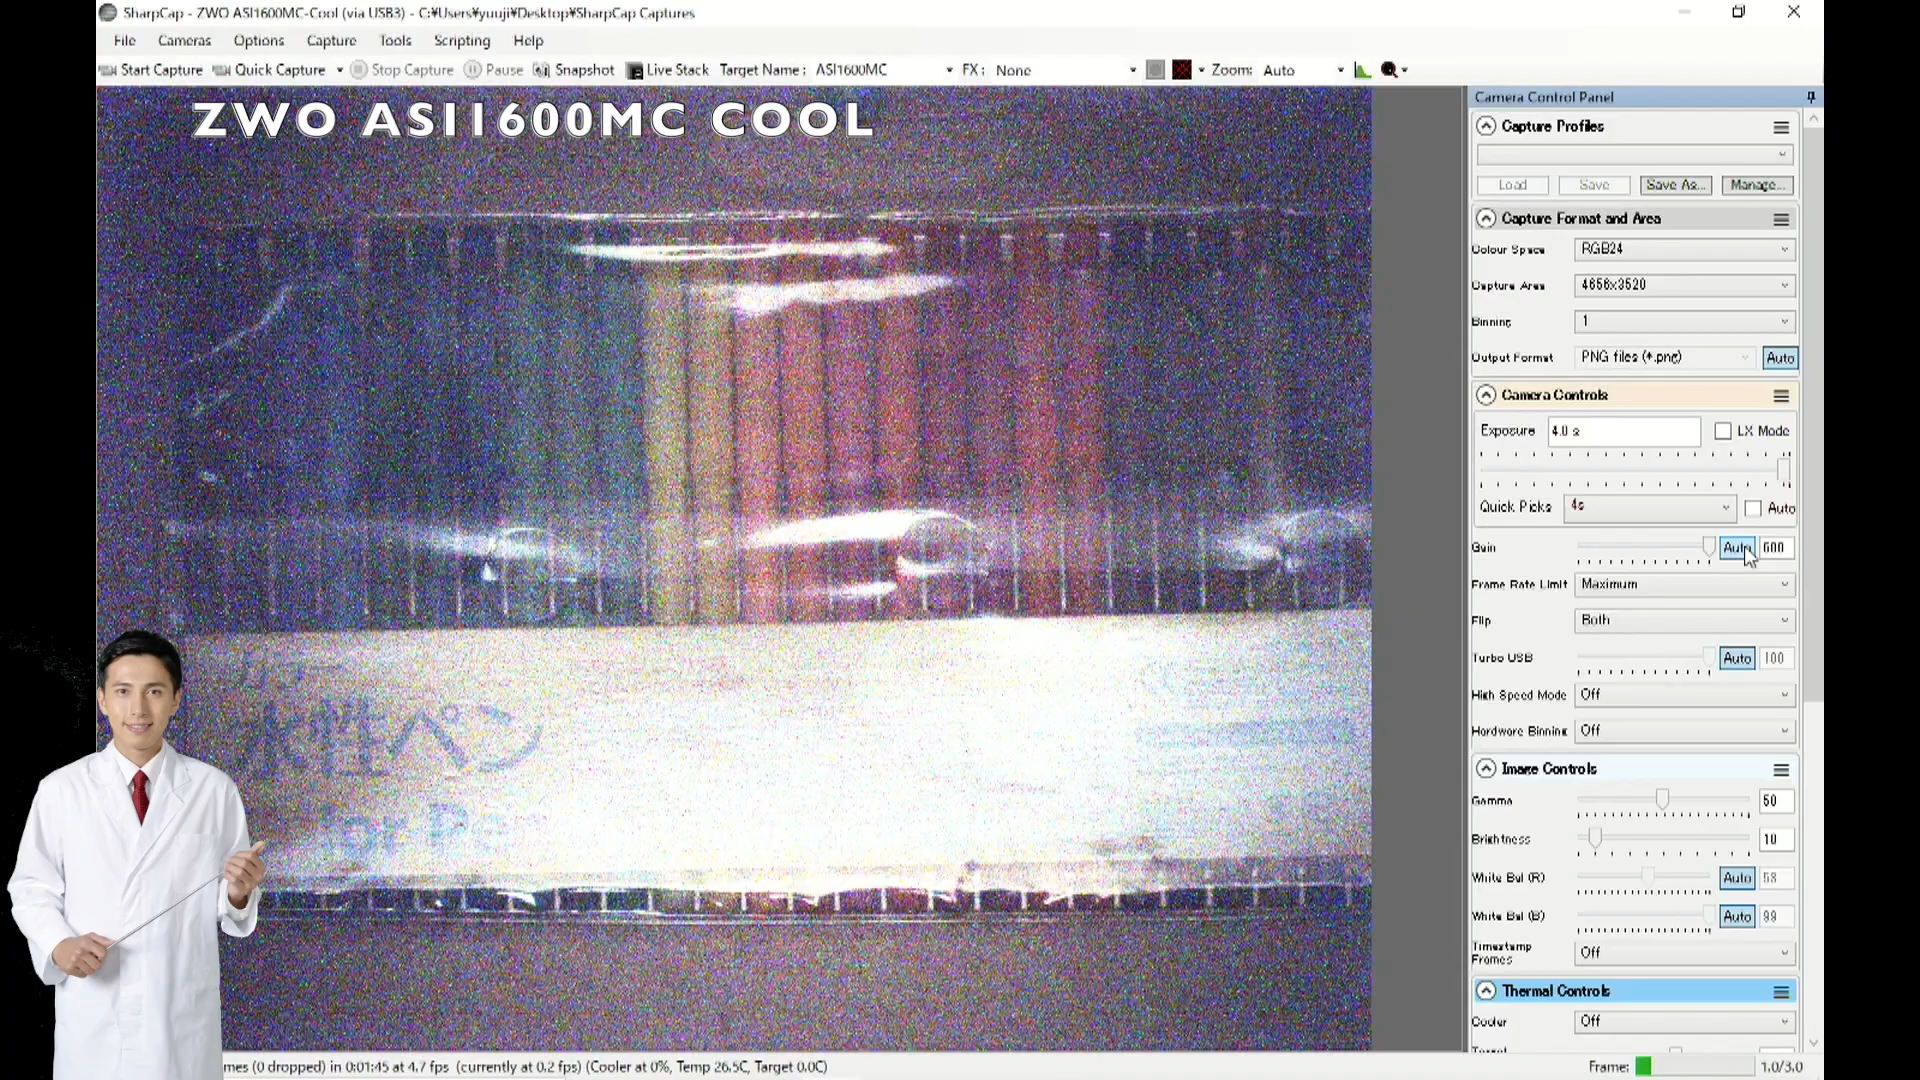 SharpCap - ZWO ASI1600MC-Cool (via USB3) - C:¥Users¥yuuji¥Desktop¥SharpCap Captures
File Cameras Options Capture Tools Scripting Help
Start Capture Quick Capture Stop Capture Pause Snapshot Live Stack Target Name : ASI1600MC FX : None Zoom: Auto
ZWO ASI1600MC COOL
Camera Control Panel
Capture Profiles
Load Save Save As... Manage...
Capture Format and Area
Colour Space RGB24
Capture Area 4656x3520
Binning 1
Output Format PNG files (*.png) Auto
Camera Controls
Exposure 4.0 s LX Mode
Quick Picks 4s Auto
Gain Auto 600
Frame Rate Limit Maximum
Flip Both
Turbo USB Auto 100
High Speed Mode Off
Hardware Binning Off
水性ペン
for Pe
Image Controls
Gamma 50
Brightness 10
White Bal (R) Auto 58
White Bal (B) Auto 99
Timestamp Frames Off
Thermal Controls
Cooler Off
Target
mes (0 dropped) in 0:01:45 at 4.7 fps (currently at 0.2 fps) (Cooler at 0%, Temp 26.5C, Target 0.0C)
Frame: 1.0/3.0